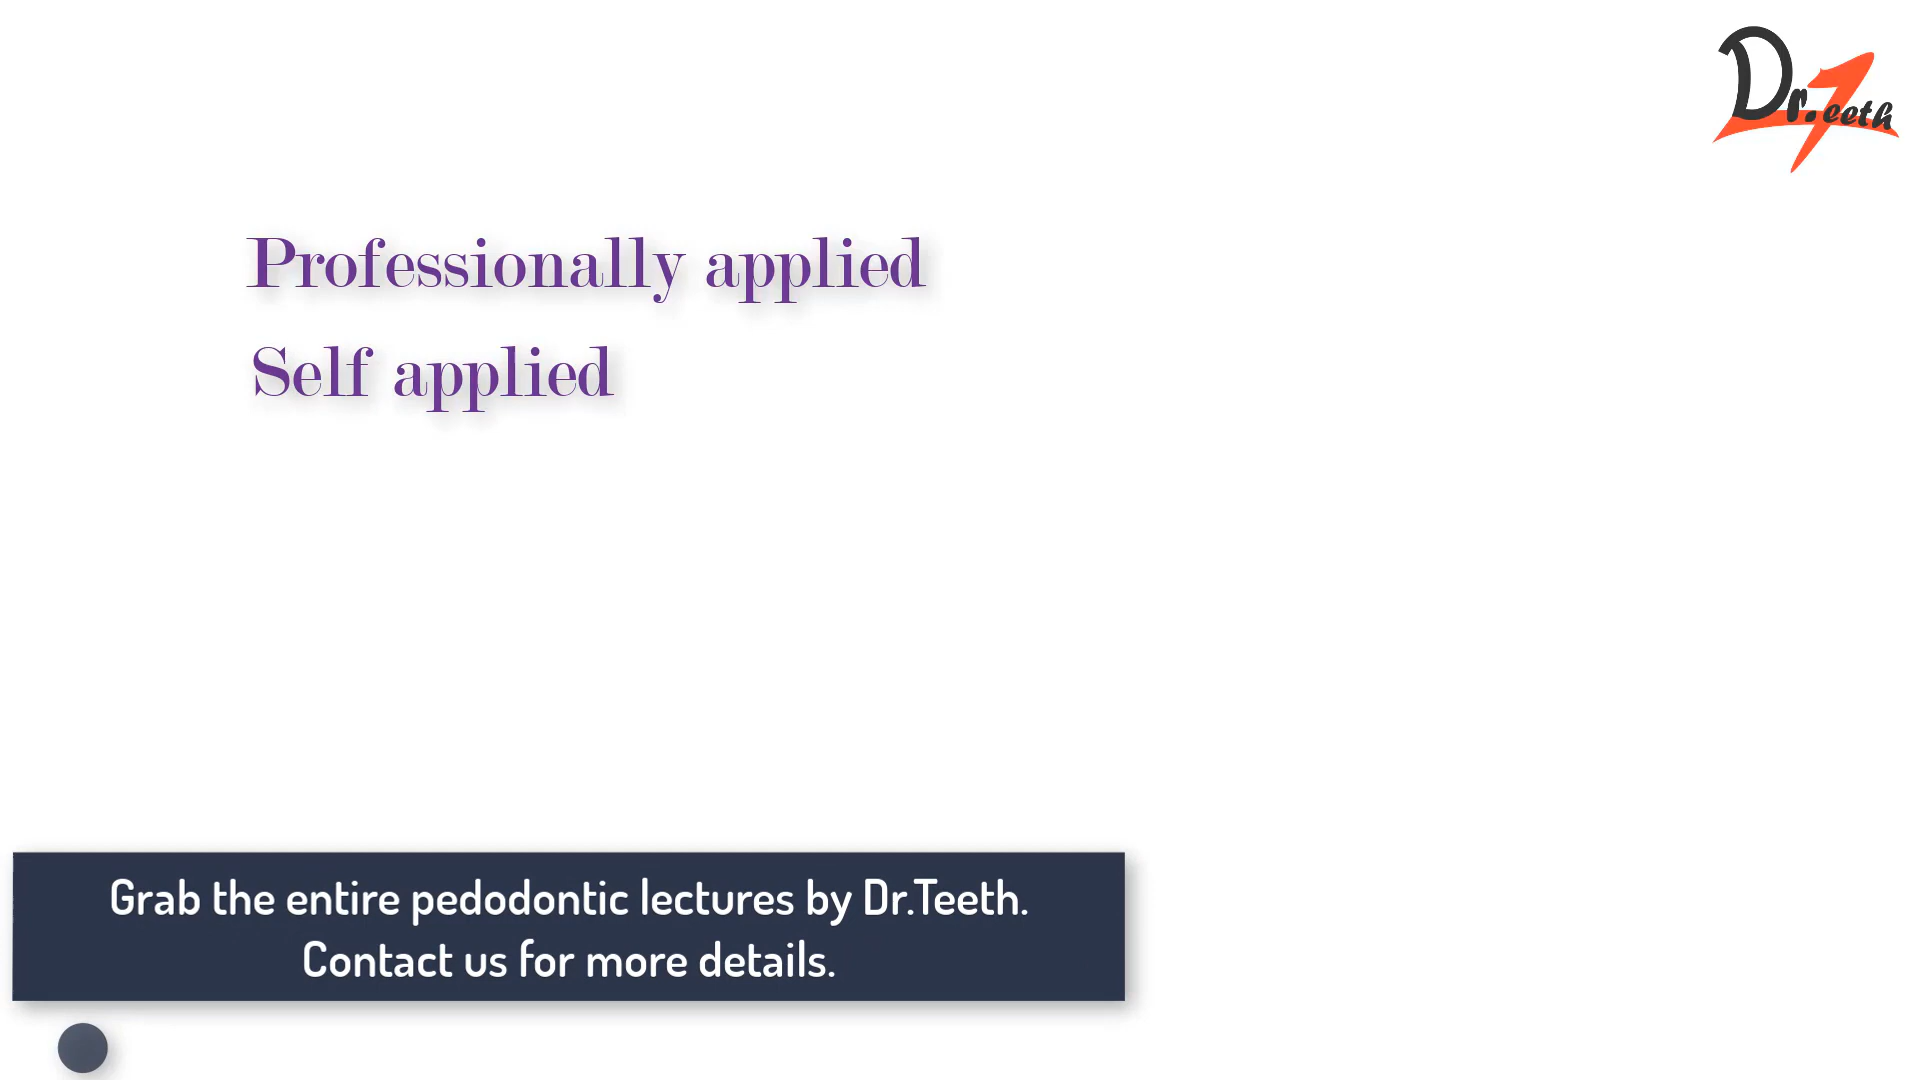 Dr.Teeth
Professionally applied
Self applied
Grab the entire pedodontic lectures by Dr.Teeth.
Contact us for more details.